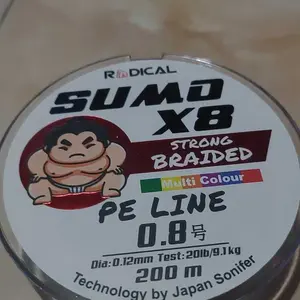 RADICAL
SUMO
X8
STRONG
BRAIDED
Multi Colour
PE LINE
0.8号
Dia:0.12mm Test:20lb/9.1kg
200 m
Technology by Japan Sonifer